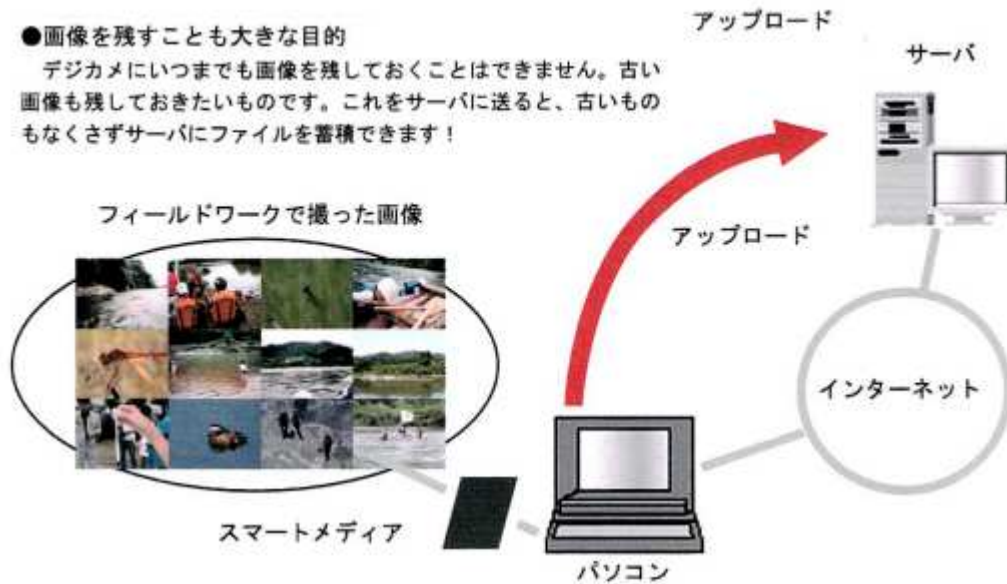 アップロード
●画像を残すことも大きな目的
デジカメにいつまでも画像を残しておくことはできません。古い
画像も残しておきたいものです。これをサーバに送ると、古いもの
もなくさずサーバにファイルを蓄積できます！
サーバ
フィールドワークで撮った画像
アップロード
インターネット
スマートメディア
パソコン